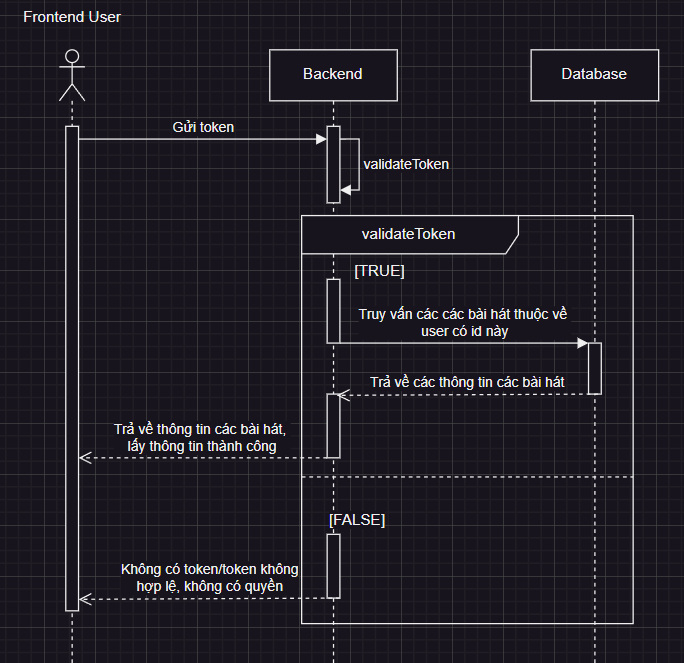 Frontend User
Backend
Database
Gửi token
validateToken
validateToken
[TRUE]
Truy vấn các các bài hát thuộc về
user có id này
Trả về các thông tin các bài hát
Trả về thông tin các bài hát,
lấy thông tin thành công
[FALSE]
Không có token/token không
hợp lệ, không có quyền